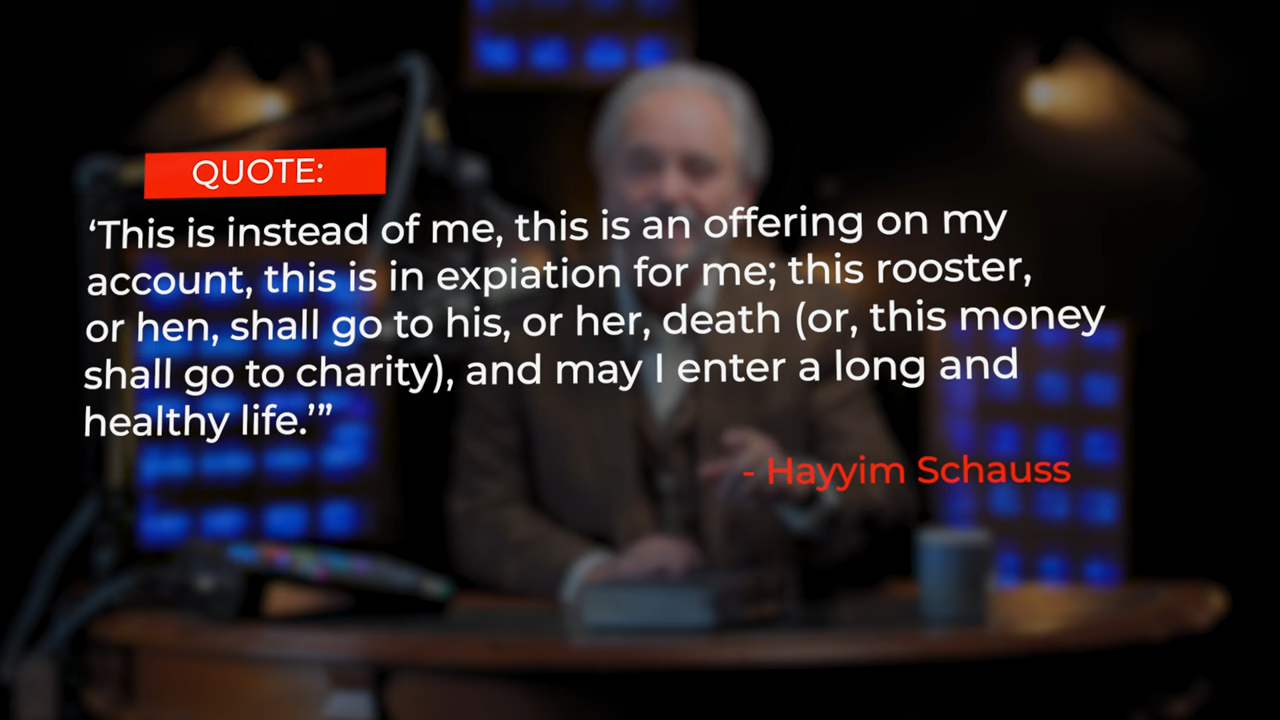 QUOTE:
‘This is instead of me, this is an offering on my
account, this is in expiation for me; this rooster,
or hen, shall go to his, or her, death (or, this money
shall go to charity), and may I enter a long and
healthy life.’”
- Hayyim Schauss